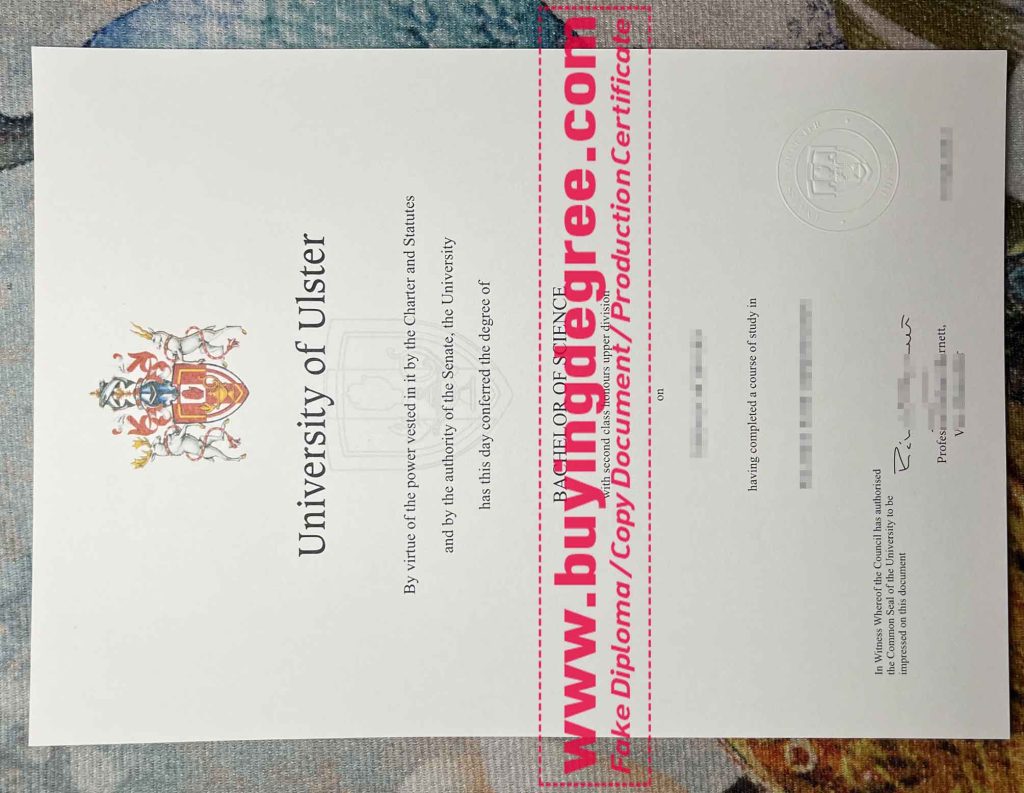 University of Ulster
By virtue of the power vested in it by the Charter and Statutes
and by the authority of the Senate, the University
has this day conferred the degree of
BACHELOR OF SCIENCE
with second class honours upper division
on
having completed a course of study in
In Witness Whereof the Council has authorised
the Common Seal of the University to be
impressed on this document
www.buyingdegree.com
Fake Diploma/Copy Document/Production Certificate